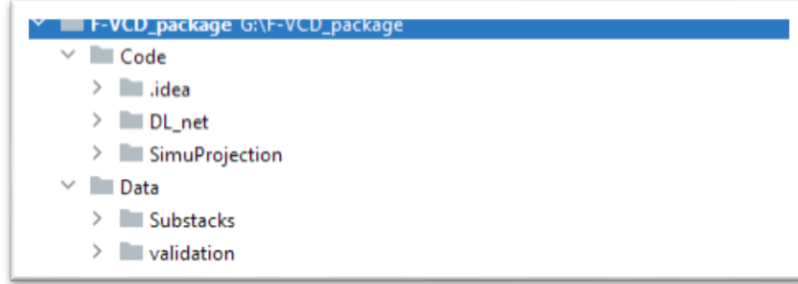 F-VCD_package G:\F-VCD_package
Code
.idea
DL_net
SimuProjection
Data
Substacks
validation